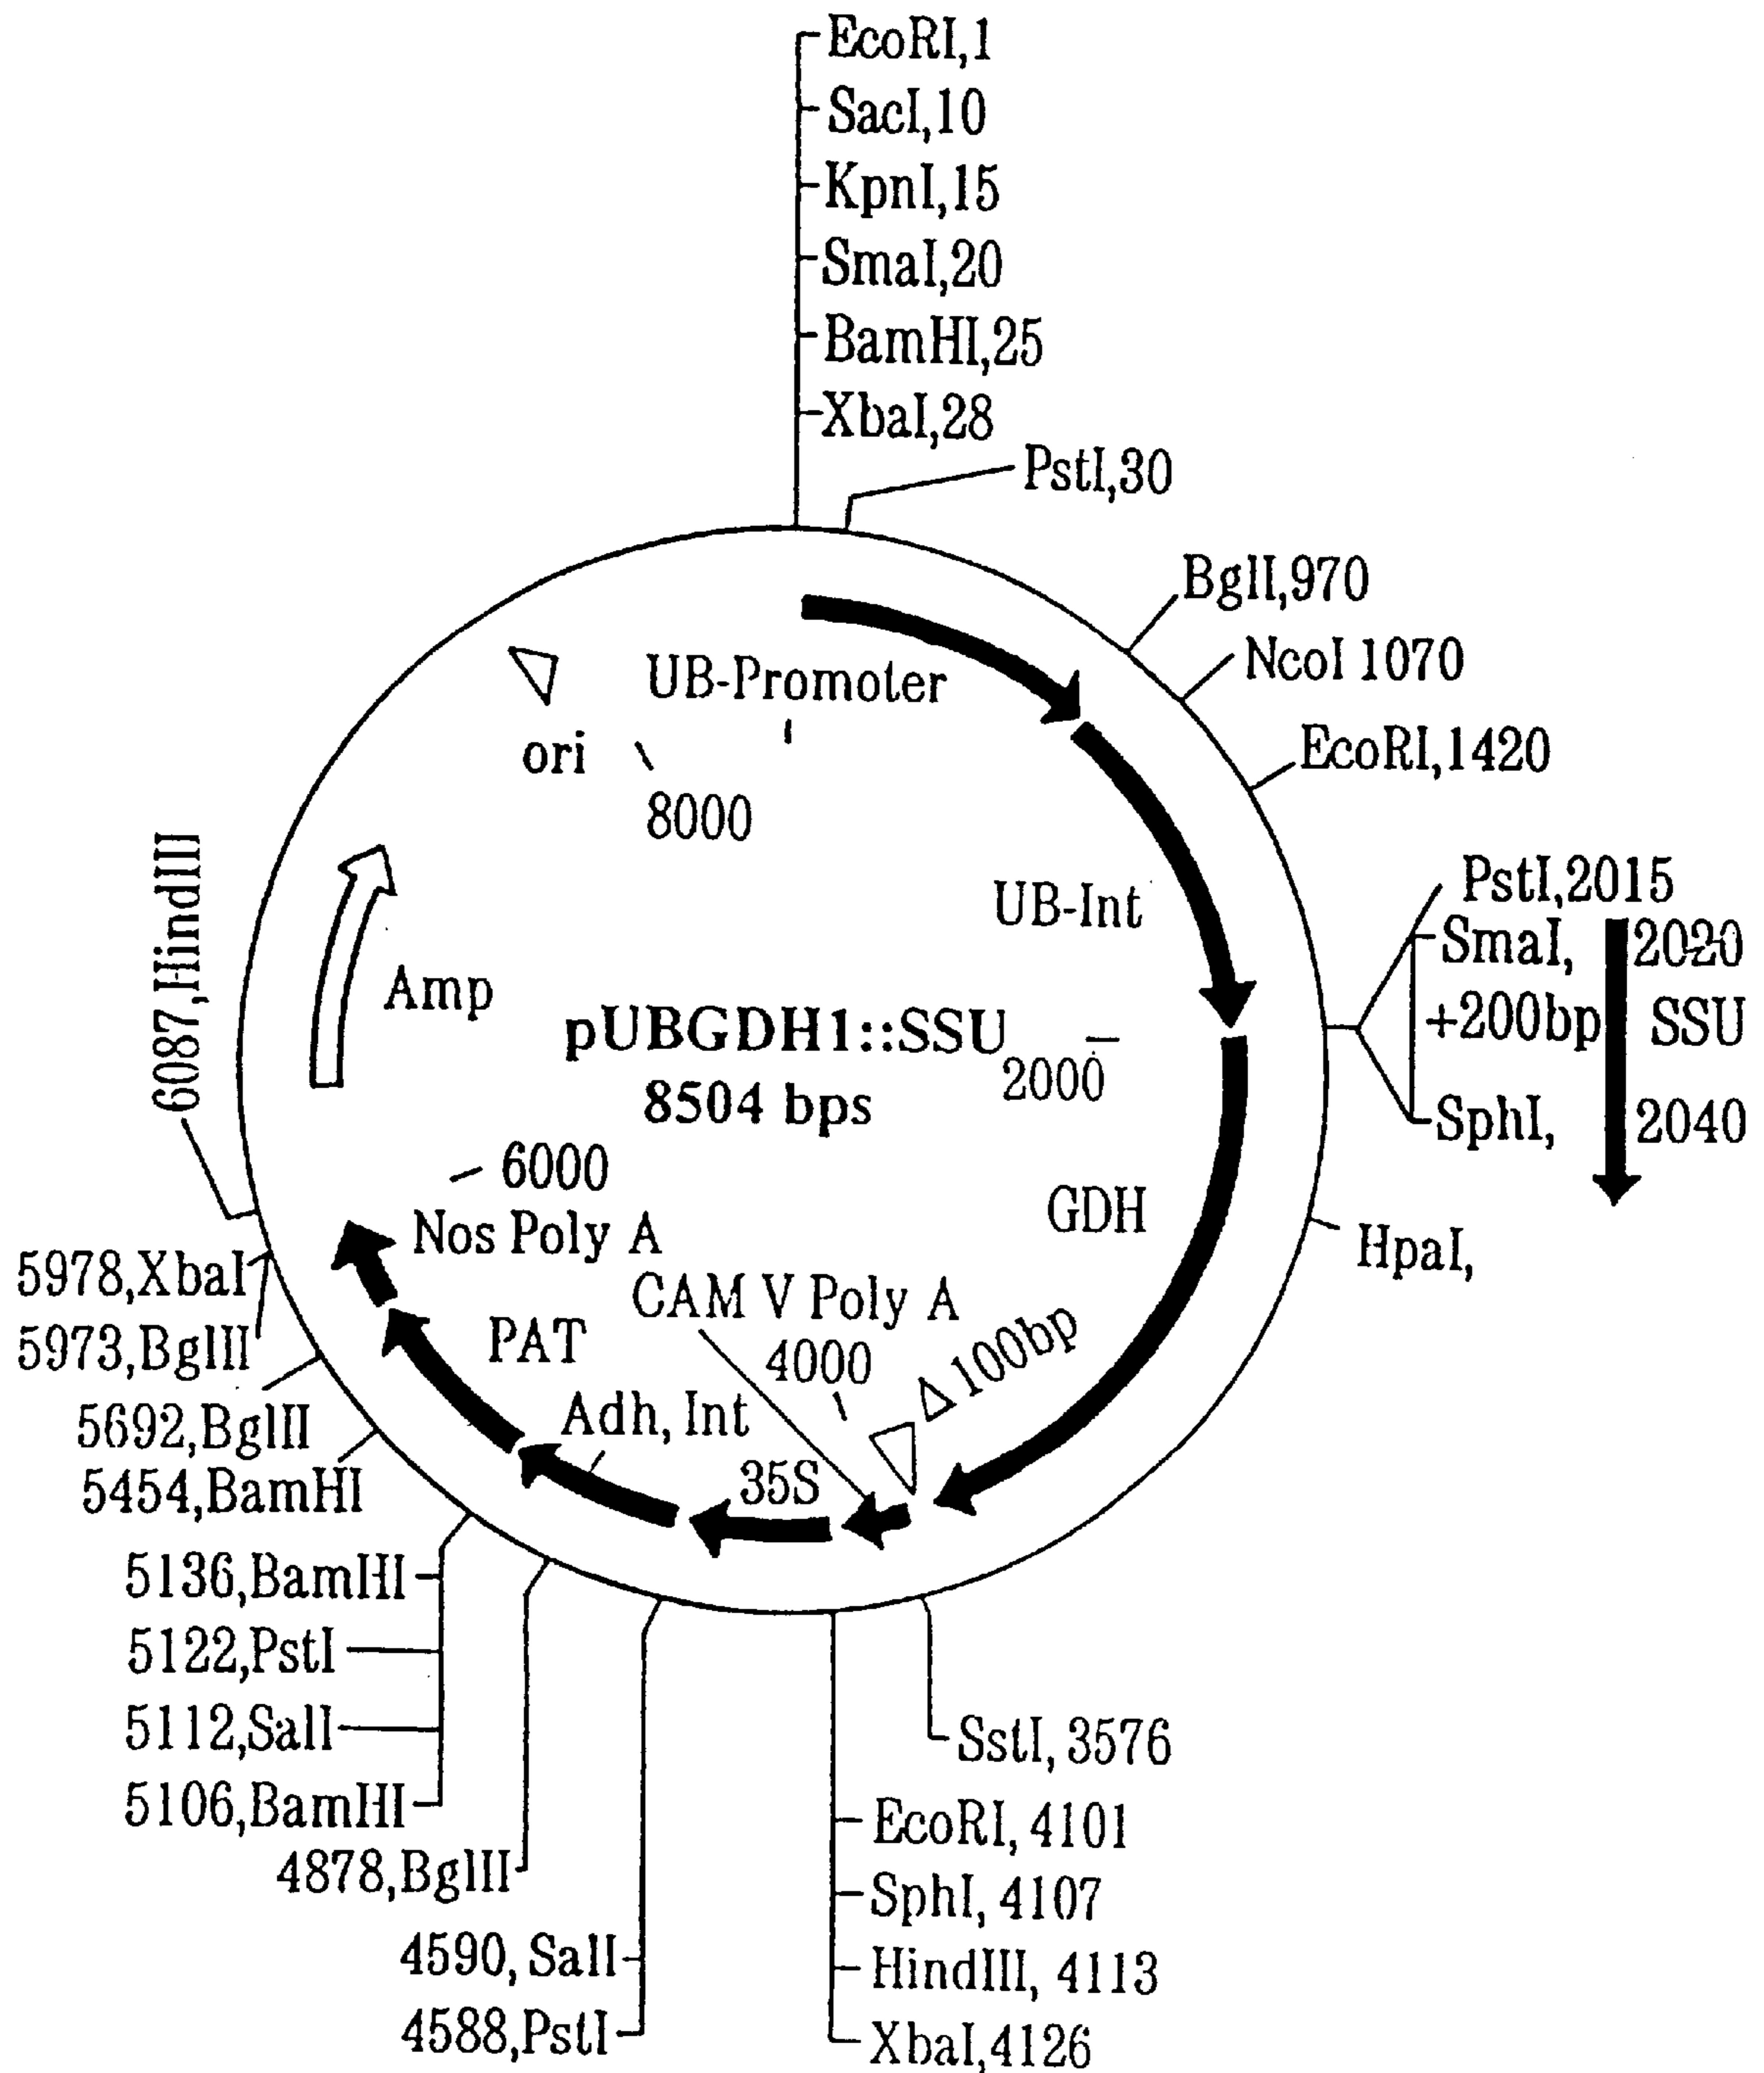 EcoRI,1
SacI,10
KpnI,15
SmaI,20
BamHI,25
XbaI,28
PstI,30
BglI,970
NcoI 1070
EcoRI,1420
PstI,2015
SmaI, 2020
+200bp SSU
SphI, 2040
HpaI,
UB-Promoter
ori
8000
UB-Int
6087,HindIII
Amp
pUBGDH1::SSU
8504 bps
2000
6000
GDH
Nos Poly A
CAM V Poly A
PAT
4000
Δ100bp
Adh, Int
35S
5978,XbaI
5973,BglII
5692,BglII
5454,BamHI
5136,BamHI
5122,PstI
5112,SalI
5106,BamHI
4878,BglII
4590, SalI
4588,PstI
SstI, 3576
EcoRI, 4101
SphI, 4107
HindIII, 4113
XbaI,4126